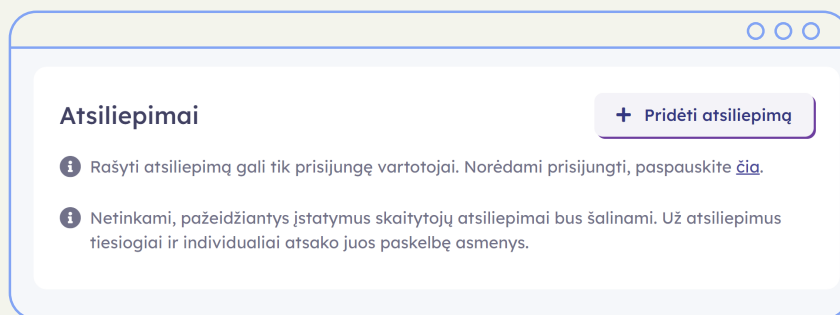 Atsiliepimai
Pridėti atsiliepimą
Rašyti atsiliepimą gali tik prisijungę vartotojai. Norėdami prisijungti, paspauskite čia.
Netinkami, pažeidžiantys įstatymus skaitytojų atsiliepimai bus šalinami. Už atsiliepimus
tiesiogiai ir individualiai atsako juos paskelbę asmenys.